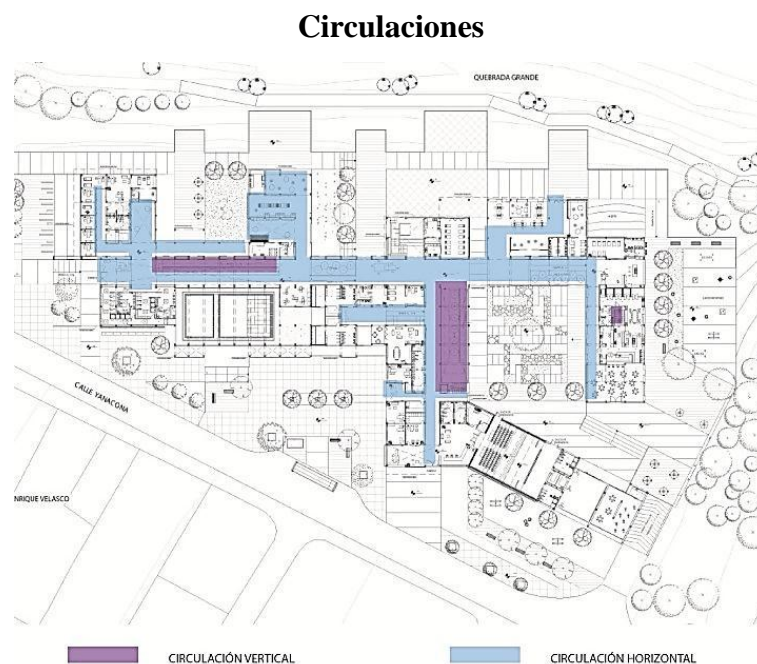 Circulaciones
QUEBRADA GRANDE
CALLE YANACONA
NRIQUE VELASCO
CIRCULACIÓN VERTICAL
CIRCULACIÓN HORIZONTAL